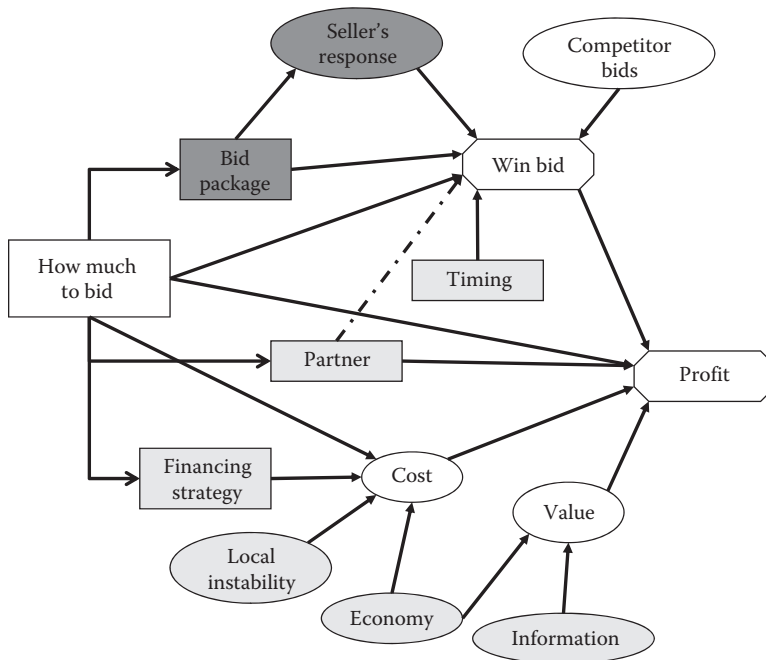 Seller's
response
Competitor
bids
Bid
package
Win bid
How much
to bid
Timing
Partner
Profit
Financing
strategy
Cost
Value
Local
instability
Economy
Information